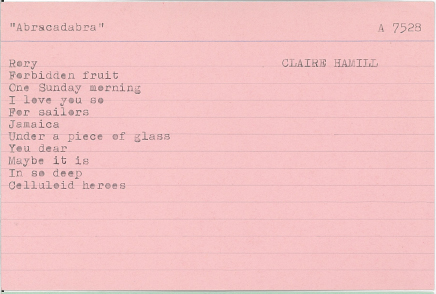 "Abracadabra" A 7528
Rory CLAIRE HAMILL
Forbidden fruit
One Sunday morning
I love you so
For sailors
Jamaica
Under a piece of glass
You dear
Maybe it is
In so deep
Celluloid heroes